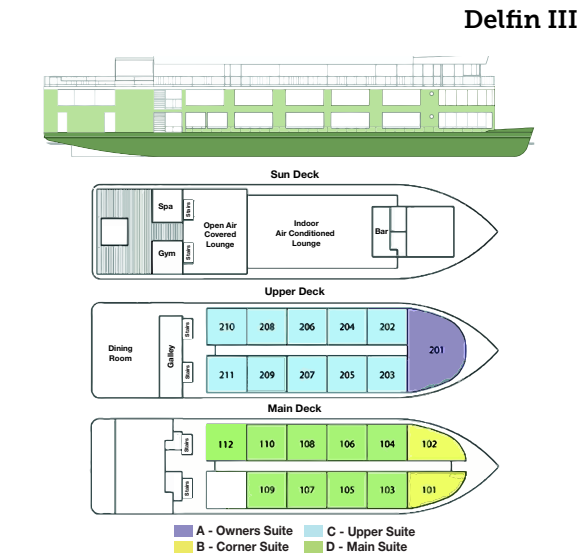 Delfin III
Sun Deck
Spa
Stairs
Open Air
Covered
Lounge
Indoor
Air Conditioned
Lounge
Bar
Gym
Stairs
Upper Deck
210 208 206 204 202
Stairs
Dining
Room
Galley
201
Stairs
211 209 207 205 203
Main Deck
Stairs
112 110 108 106 104 102
Stairs
109 107 105 103 101
A - Owners Suite
C - Upper Suite
B - Corner Suite
D - Main Suite